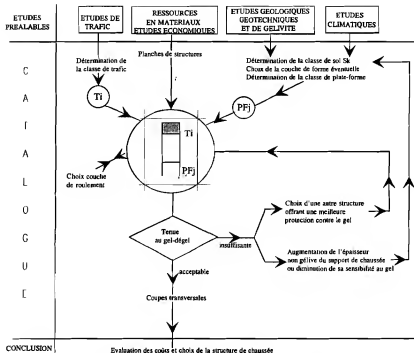 ETUDES
PREALABLES
ETUDES DE
TRAFIC
RESSOURCES
EN MATERIAUX
ETUDES ECONOMIQUES
ETUDES GEOLOGIQUES
GEOTECHNIQUES
ET DE GELIVITE
ETUDES
CLIMATIQUES
Planches de structures
Détermination de
la classe de trafic
Détermination de la classe de sol Sk
Choix de la couche de forme éventuelle
Détermination de la classe de plate-forme
Ti
PFj
Ti
PFj
Choix couche
de roulement
Tenue
au gel-dégel
insuffisante
Choix d'une autre structure
offrant une meilleure
protection contre le gel
Augmentation de l'épaisseur
non gélive du support de chaussée
ou diminution de sa sensibilité au gel
acceptable
Coupes transversales
C
A
T
A
L
O
G
U
E
CONCLUSION
Evaluation des coûts et choix de la structure de chaussée